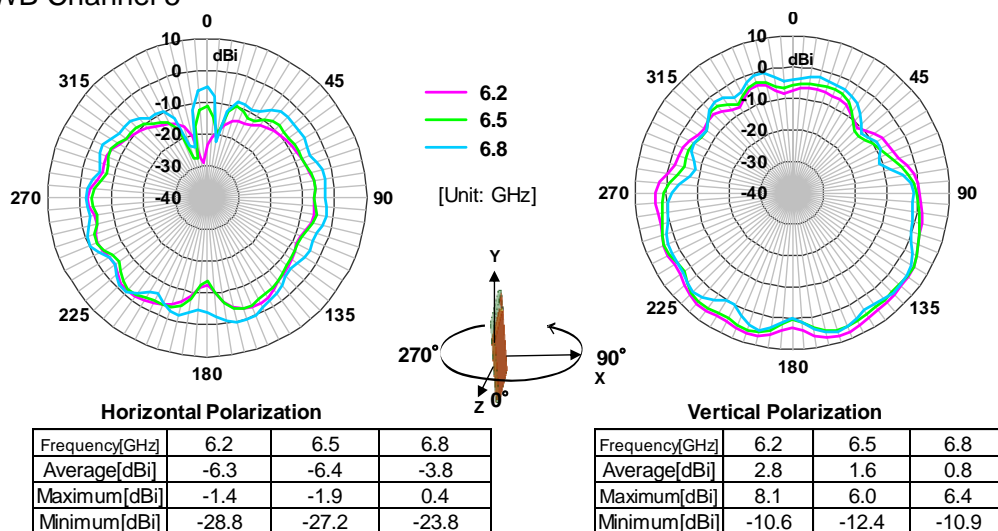 0
10
dBi
0
-10
-20
-30
-40
315
45
270
90
225
135
180
6.2
6.5
6.8
[Unit: GHz]
0
10
dBi
0
-10
-20
-30
-40
315
45
270
90
225
135
180
Y
270°
90°
X
Z
0°
Horizontal Polarization
Frequency[GHz] 6.2 6.5 6.8
Average[dBi] -6.3 -6.4 -3.8
Maximum[dBi] -1.4 -1.9 0.4
Minimum[dBi] -28.8 -27.2 -23.8
Vertical Polarization
Frequency[GHz] 6.2 6.5 6.8
Average[dBi] 2.8 1.6 0.8
Maximum[dBi] 8.1 6.0 6.4
Minimum[dBi] -10.6 -12.4 -10.9